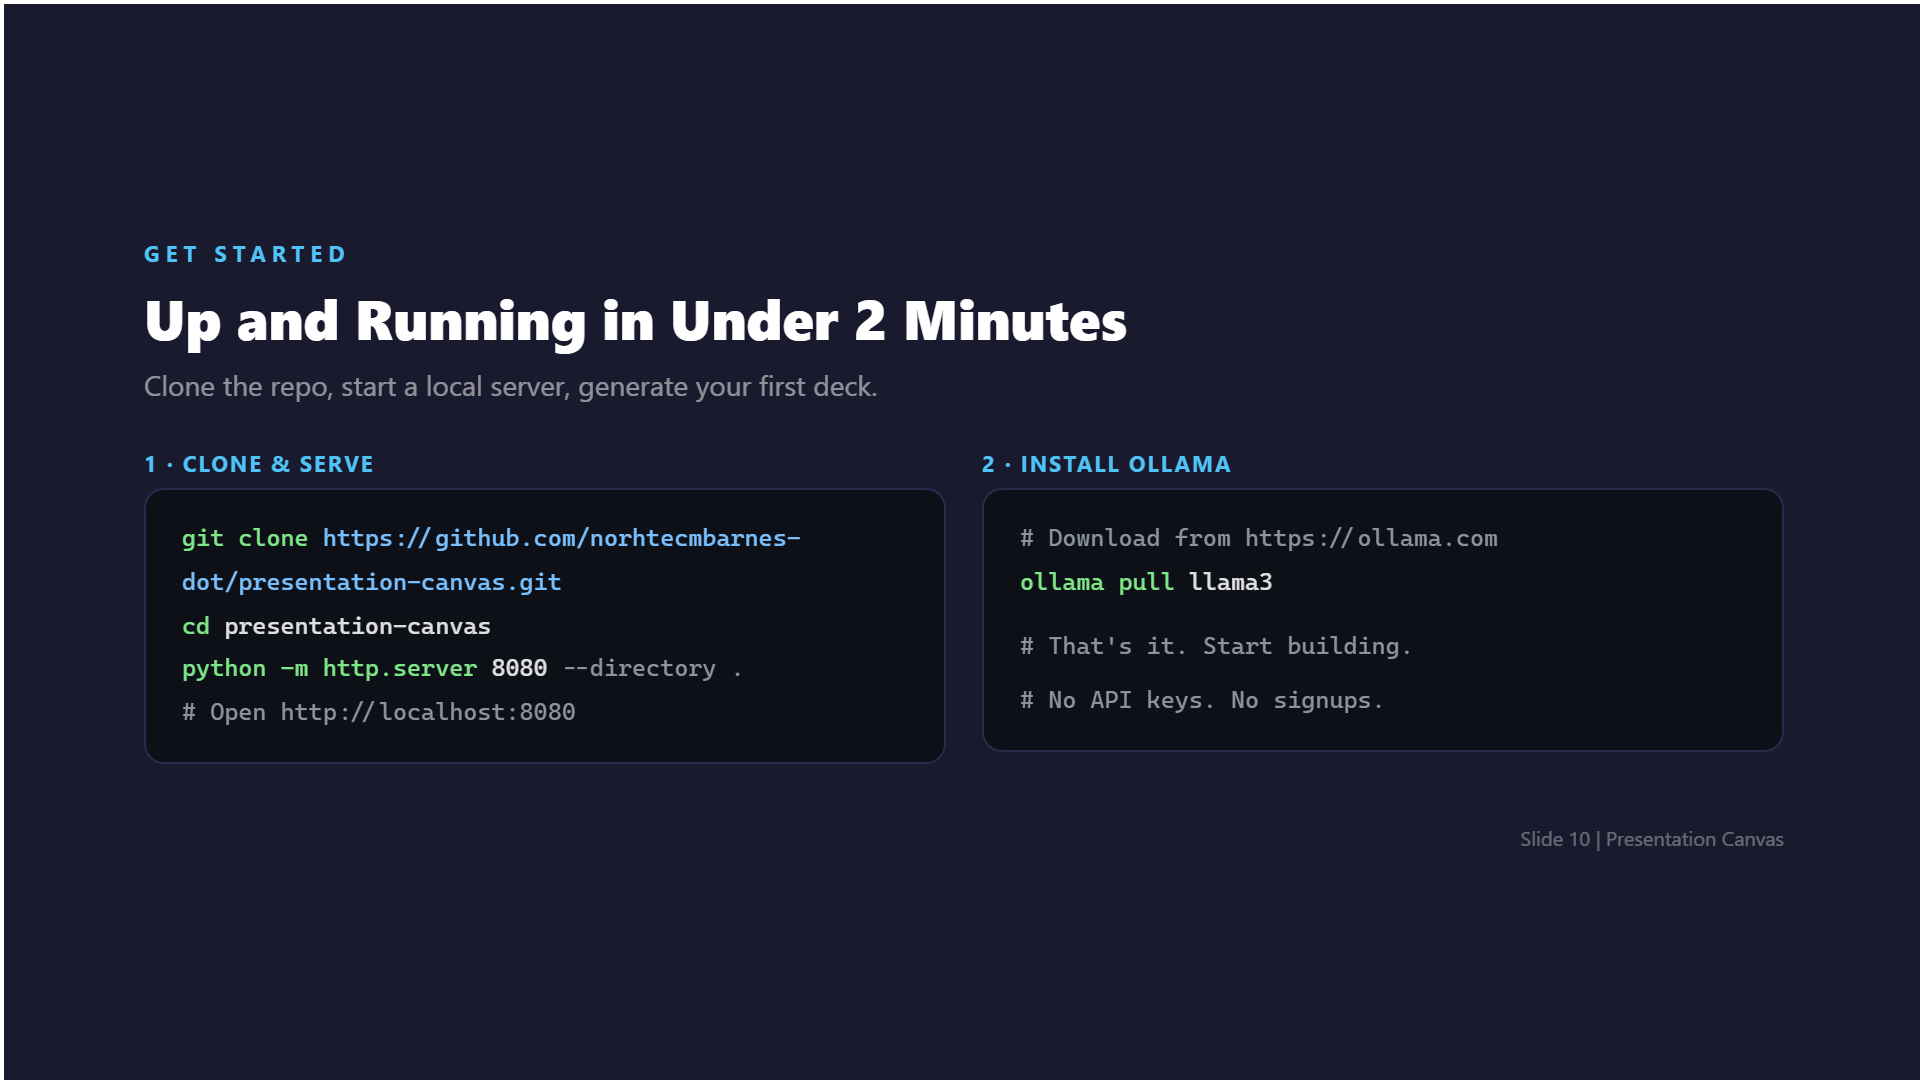 GET STARTED
Up and Running in Under 2 Minutes
Clone the repo, start a local server, generate your first deck.
1 · CLONE & SERVE
git clone https://github.com/norhtecmbarnes-
dot/presentation-canvas.git
cd presentation-canvas
python -m http.server 8080 --directory .
# Open http://localhost:8080
2 · INSTALL OLLAMA
# Download from https://ollama.com
ollama pull llama3
# That's it. Start building.
# No API keys. No signups.
Slide 10 | Presentation Canvas